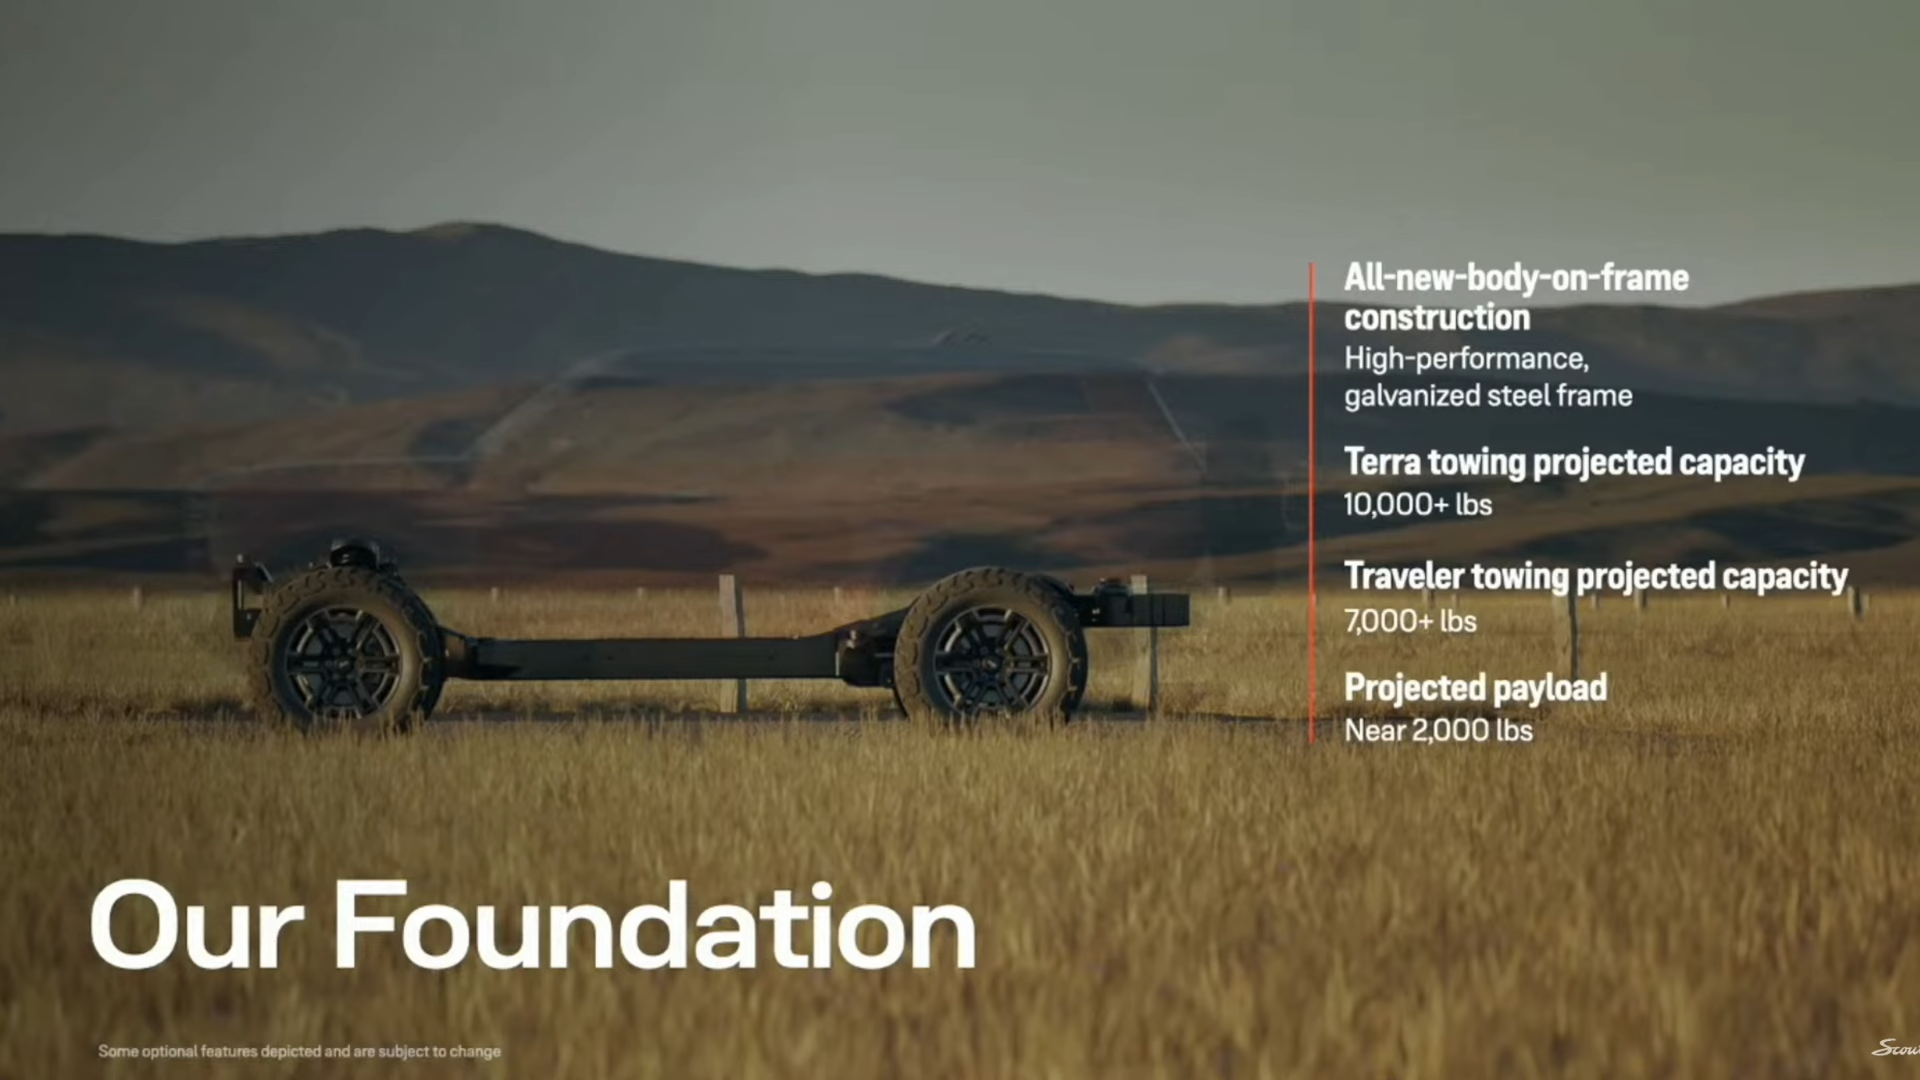 All-new-body-on-frame
construction
High-performance,
galvanized steel frame
Terra towing projected capacity
10,000+ lbs
Traveler towing projected capacity
7,000+ lbs
Projected payload
Near 2,000 lbs
Our Foundation
Some optional features depicted and are subject to change